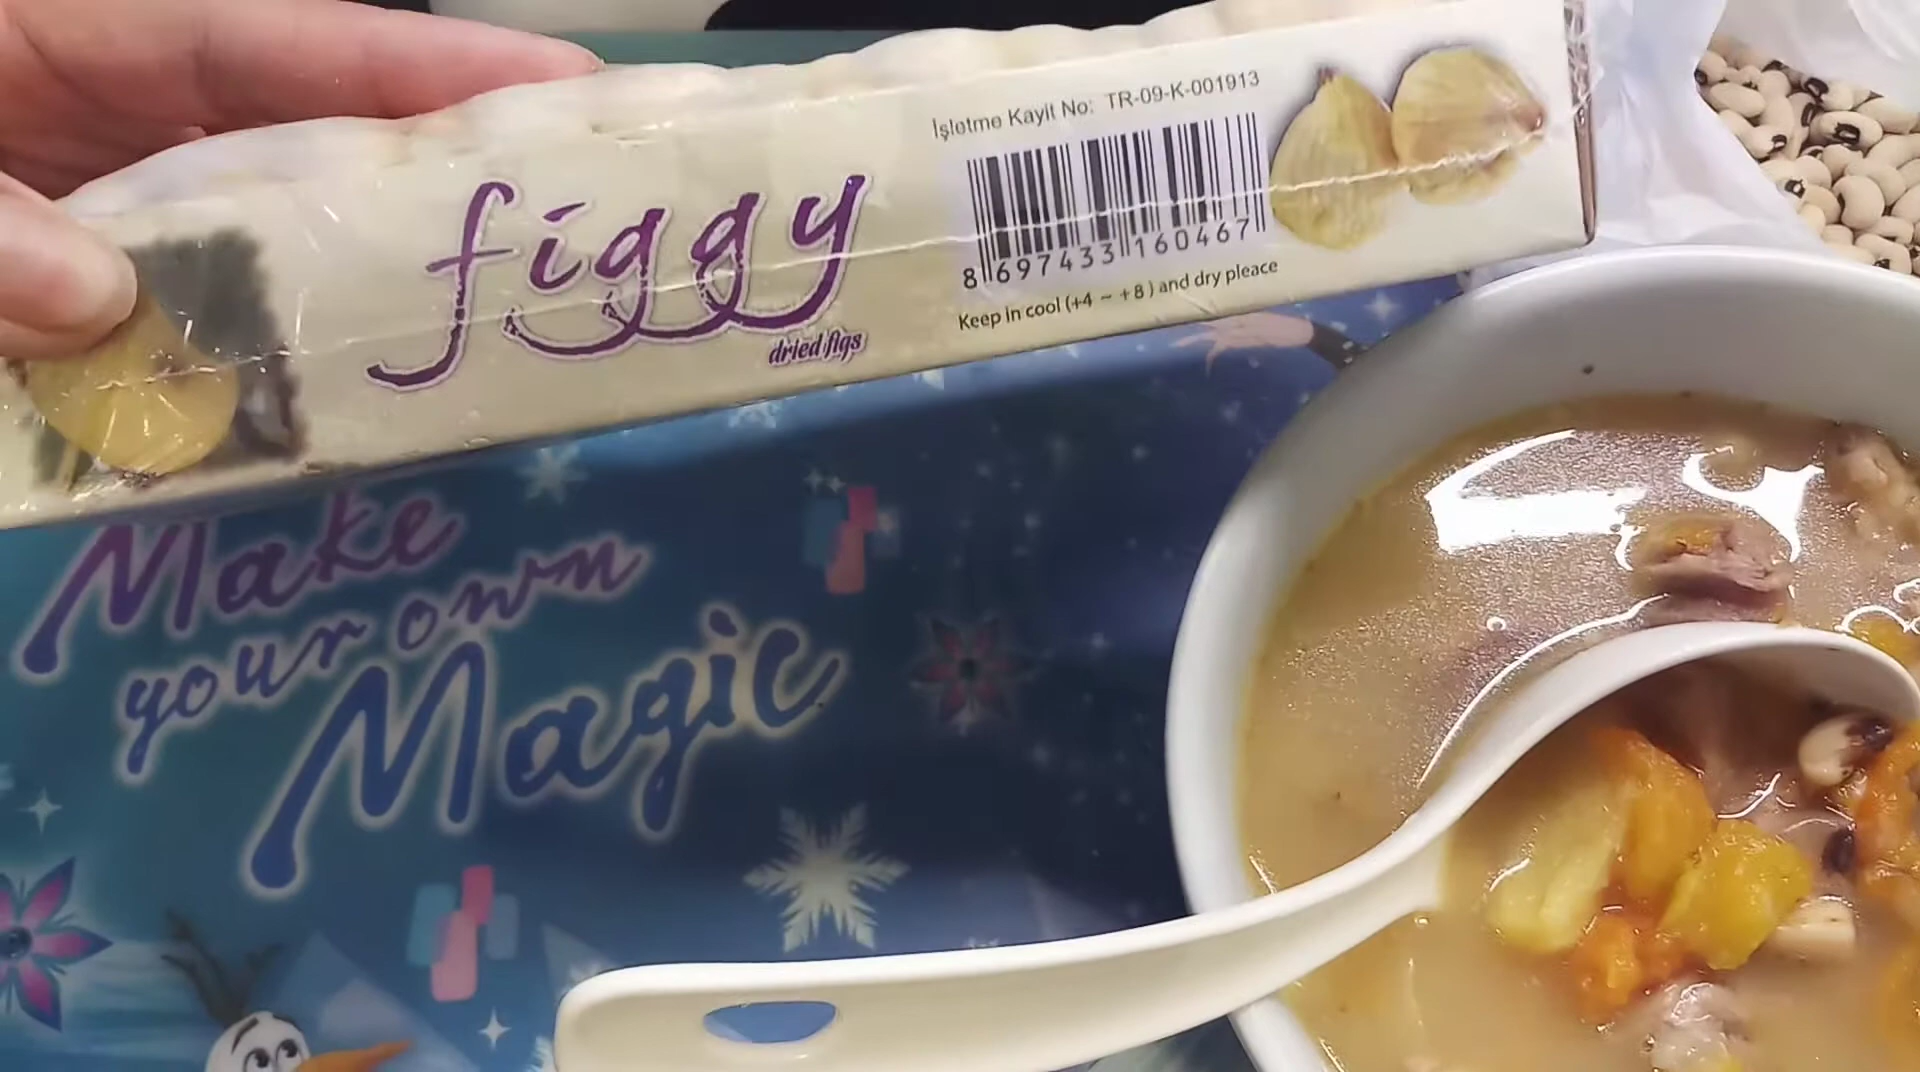 figgy
dried figs
İşletme Kayit No: TR-09-K-001913
8 697433 160467
Keep in cool (+4 ~ +8) and dry pleace
Make
your own
Magic